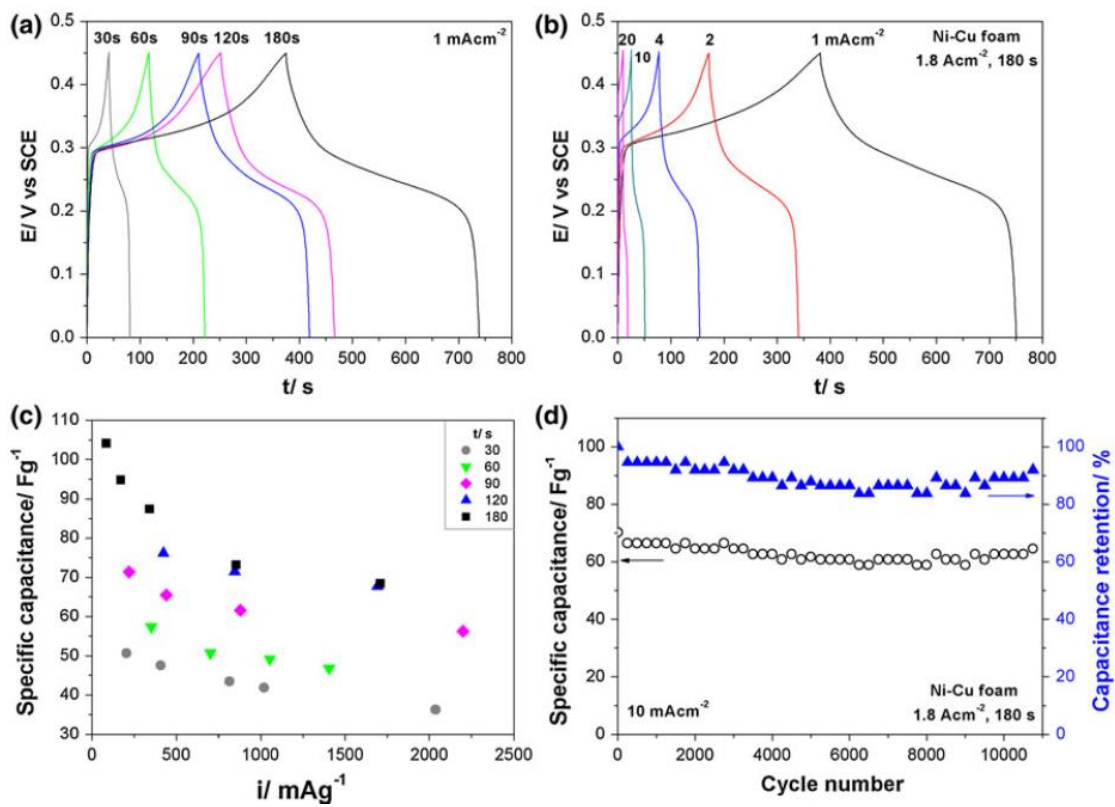 (a)
30s 60s 90s 120s 180s 1 mAcm⁻²
0.5
0.4
0.3
0.2
0.1
0.0
E/ V vs SCE
0 100 200 300 400 500 600 700 800
t/ s
(b)
20 10 4 2 1 mAcm⁻²
Ni-Cu foam
1.8 Acm⁻², 180 s
0.5
0.4
0.3
0.2
0.1
0.0
E/ V vs SCE
0 100 200 300 400 500 600 700 800
t/ s
(c)
110
100
90
80
70
60
50
40
30
Specific capacitance/ Fg⁻¹
t/ s
30
60
90
120
180
0 500 1000 1500 2000 2500
i/ mAg⁻¹
(d)
100
80
60
40
20
0
Specific capacitance/ Fg⁻¹
100
80
60
40
20
0
Capacitance retention/ %
10 mAcm⁻²
Ni-Cu foam
1.8 Acm⁻², 180 s
0 2000 4000 6000 8000 10000
Cycle number